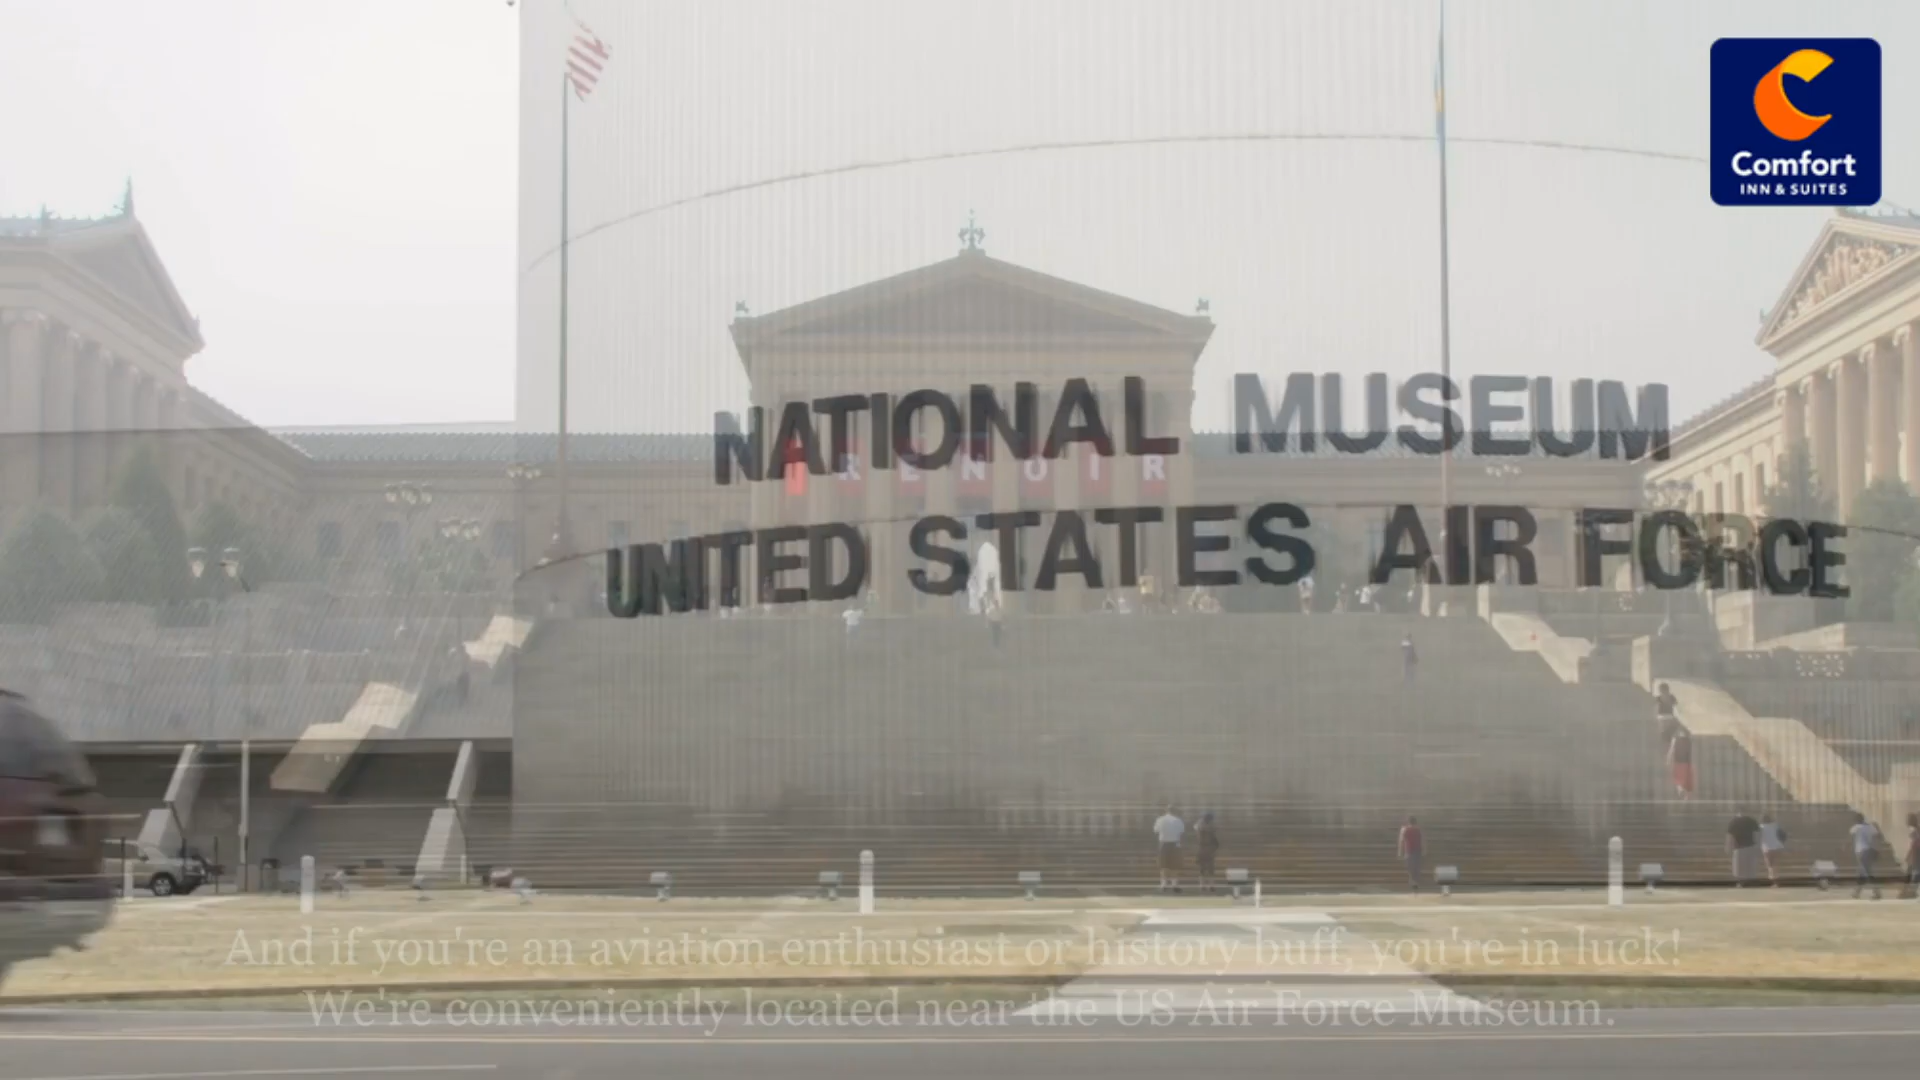 Comfort
INN & SUITES
NATIONAL MUSEUM
RENOIR
UNITED STATES AIR FORCE
And if you're an aviation enthusiast or history buff, you're in luck!
We're conveniently located near the US Air Force Museum.